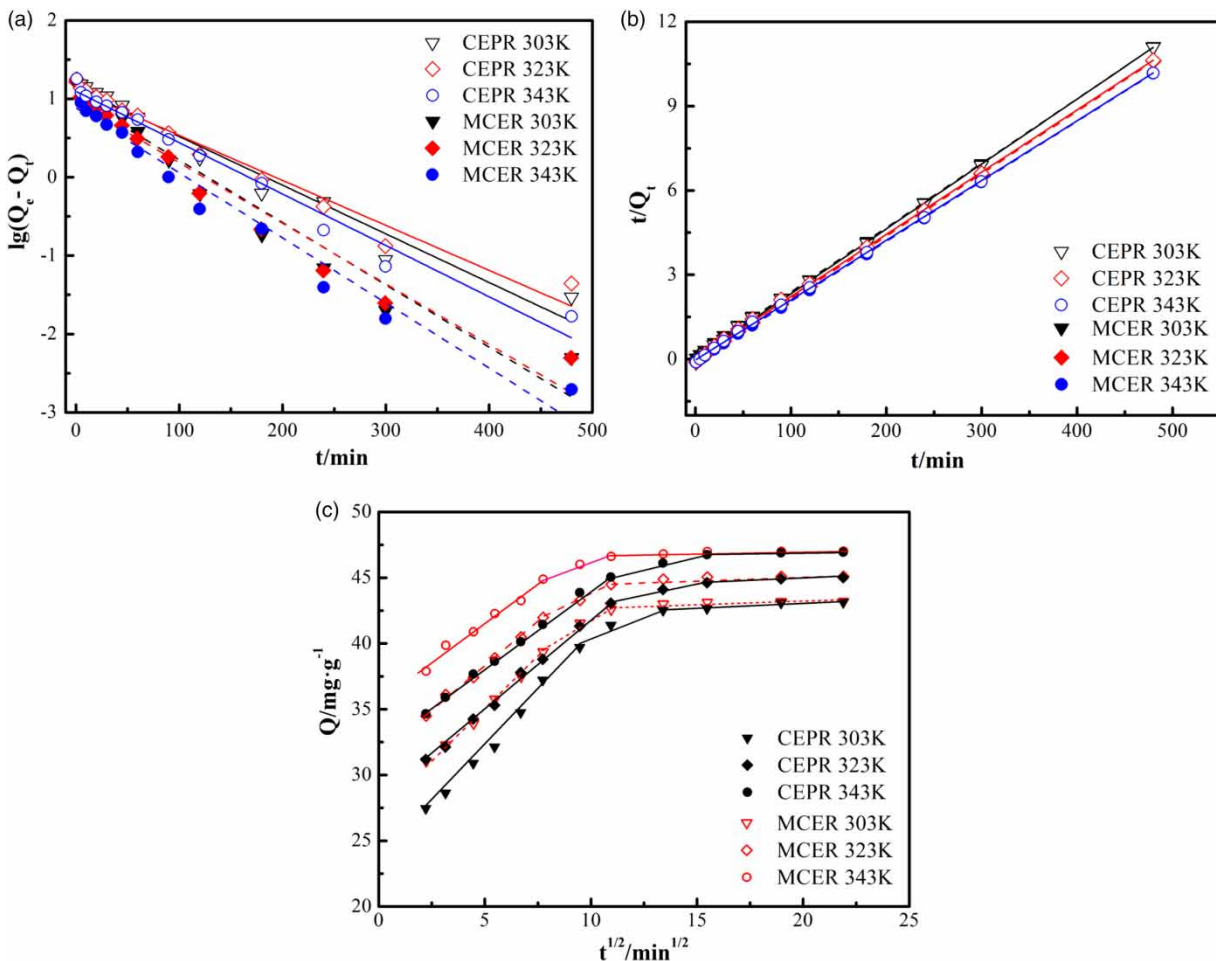 (a)
2
1
0
-1
-2
-3
lg(Qe - Qt)
0 100 200 300 400 500
t/min
CEPR 303K
CEPR 323K
CEPR 343K
MCER 303K
MCER 323K
MCER 343K
(b)
12
9
6
3
0
t/Qt
0 100 200 300 400 500
t/min
CEPR 303K
CEPR 323K
CEPR 343K
MCER 303K
MCER 323K
MCER 343K
(c)
50
45
40
35
30
25
20
Q/mg·g⁻¹
0 5 10 15 20 25
t¹ᐟ²/min¹ᐟ²
CEPR 303K
CEPR 323K
CEPR 343K
MCER 303K
MCER 323K
MCER 343K